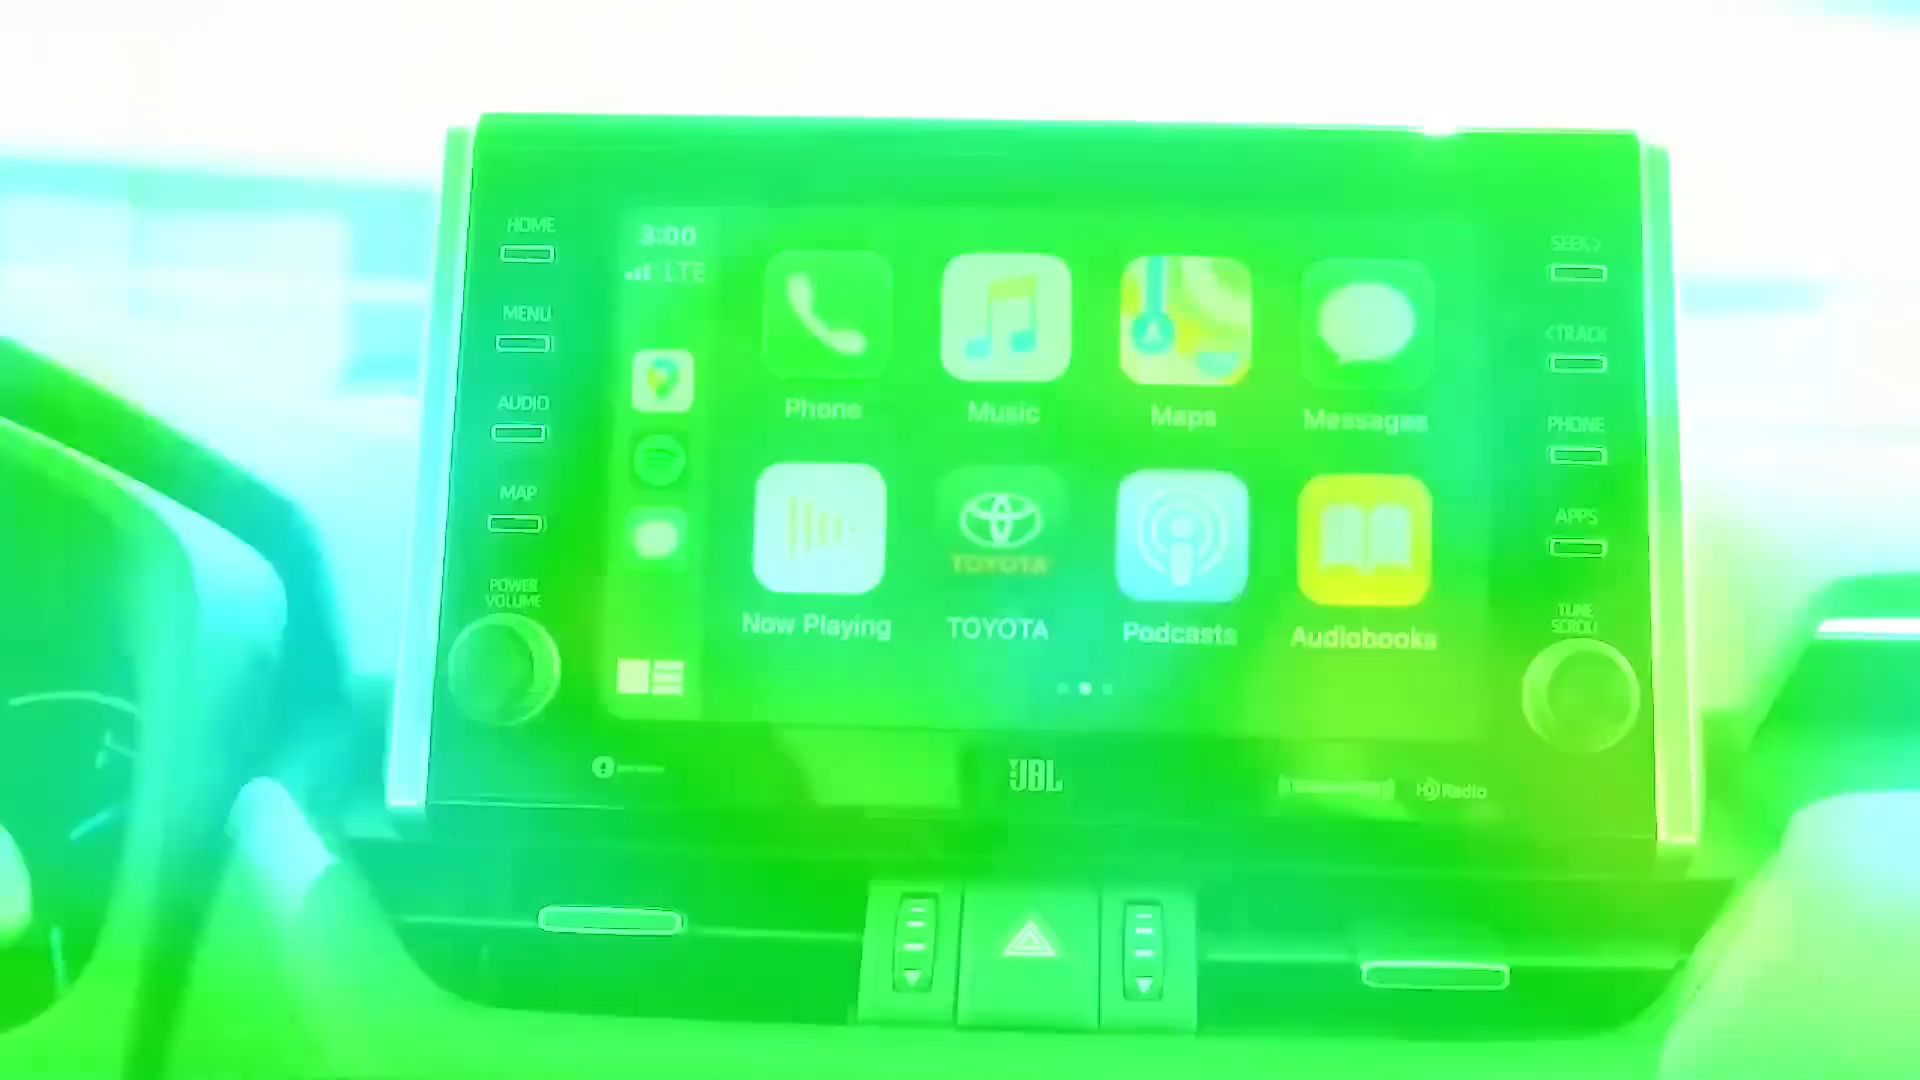 HOME
MENU
AUDIO
MAP
POWER
VOLUME
3:00
LTE
Phone
Music
Maps
Messages
Now Playing
TOYOTA
TOYOTA
Podcasts
Audiobooks
SEEK>
<TRACK
PHONE
APPS
TUNE
SCROLL
JBL
HD Radio